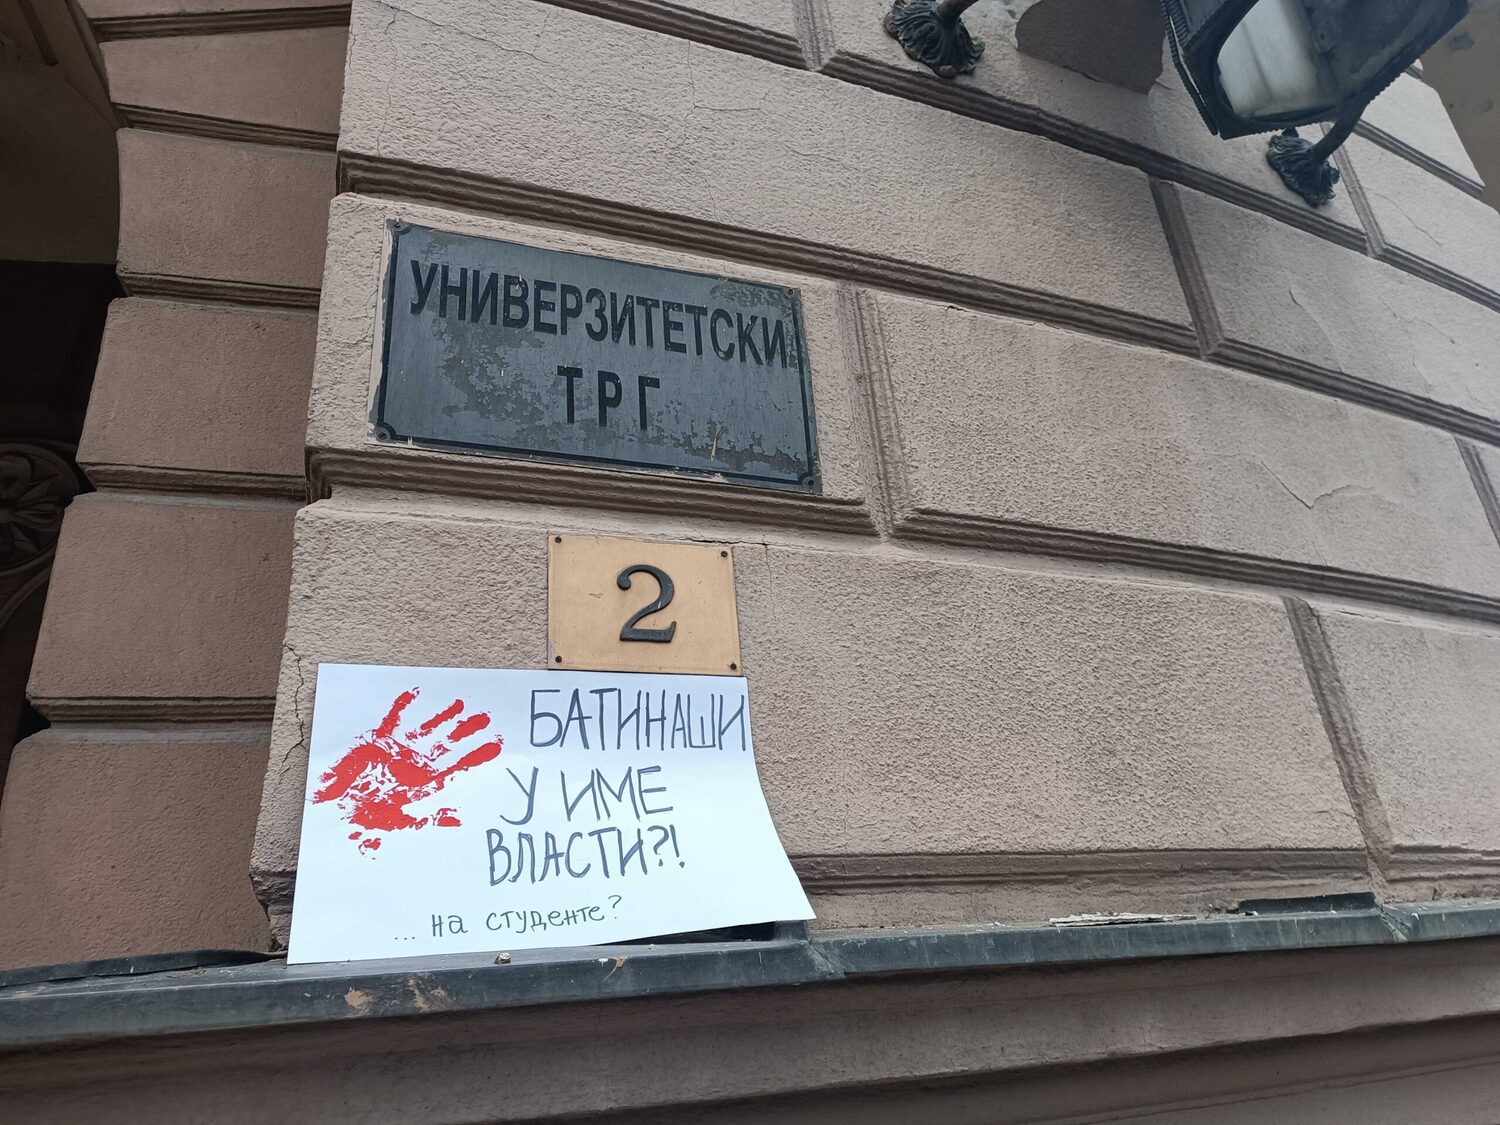 УНИВЕРЗИТЕТСКИ
ТРГ
2
БАТИНАШИ
У ИМЕ
ВЛАСТИ?!
... на студенте?